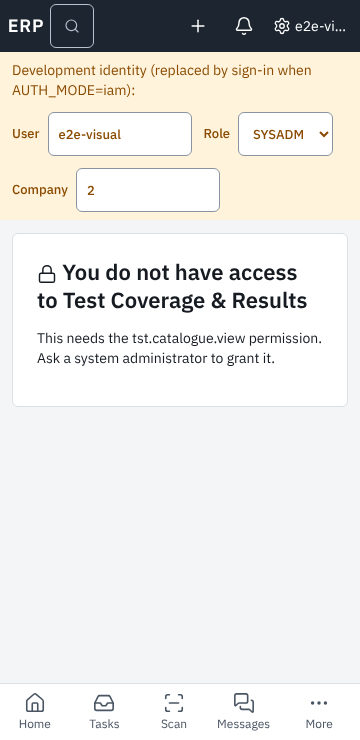 ERP
e2e-vi...
Development identity (replaced by sign-in when
AUTH_MODE=iam):
User e2e-visual Role SYSADM
Company 2
You do not have access
to Test Coverage & Results
This needs the tst.catalogue.view permission.
Ask a system administrator to grant it.
Home Tasks Scan Messages More